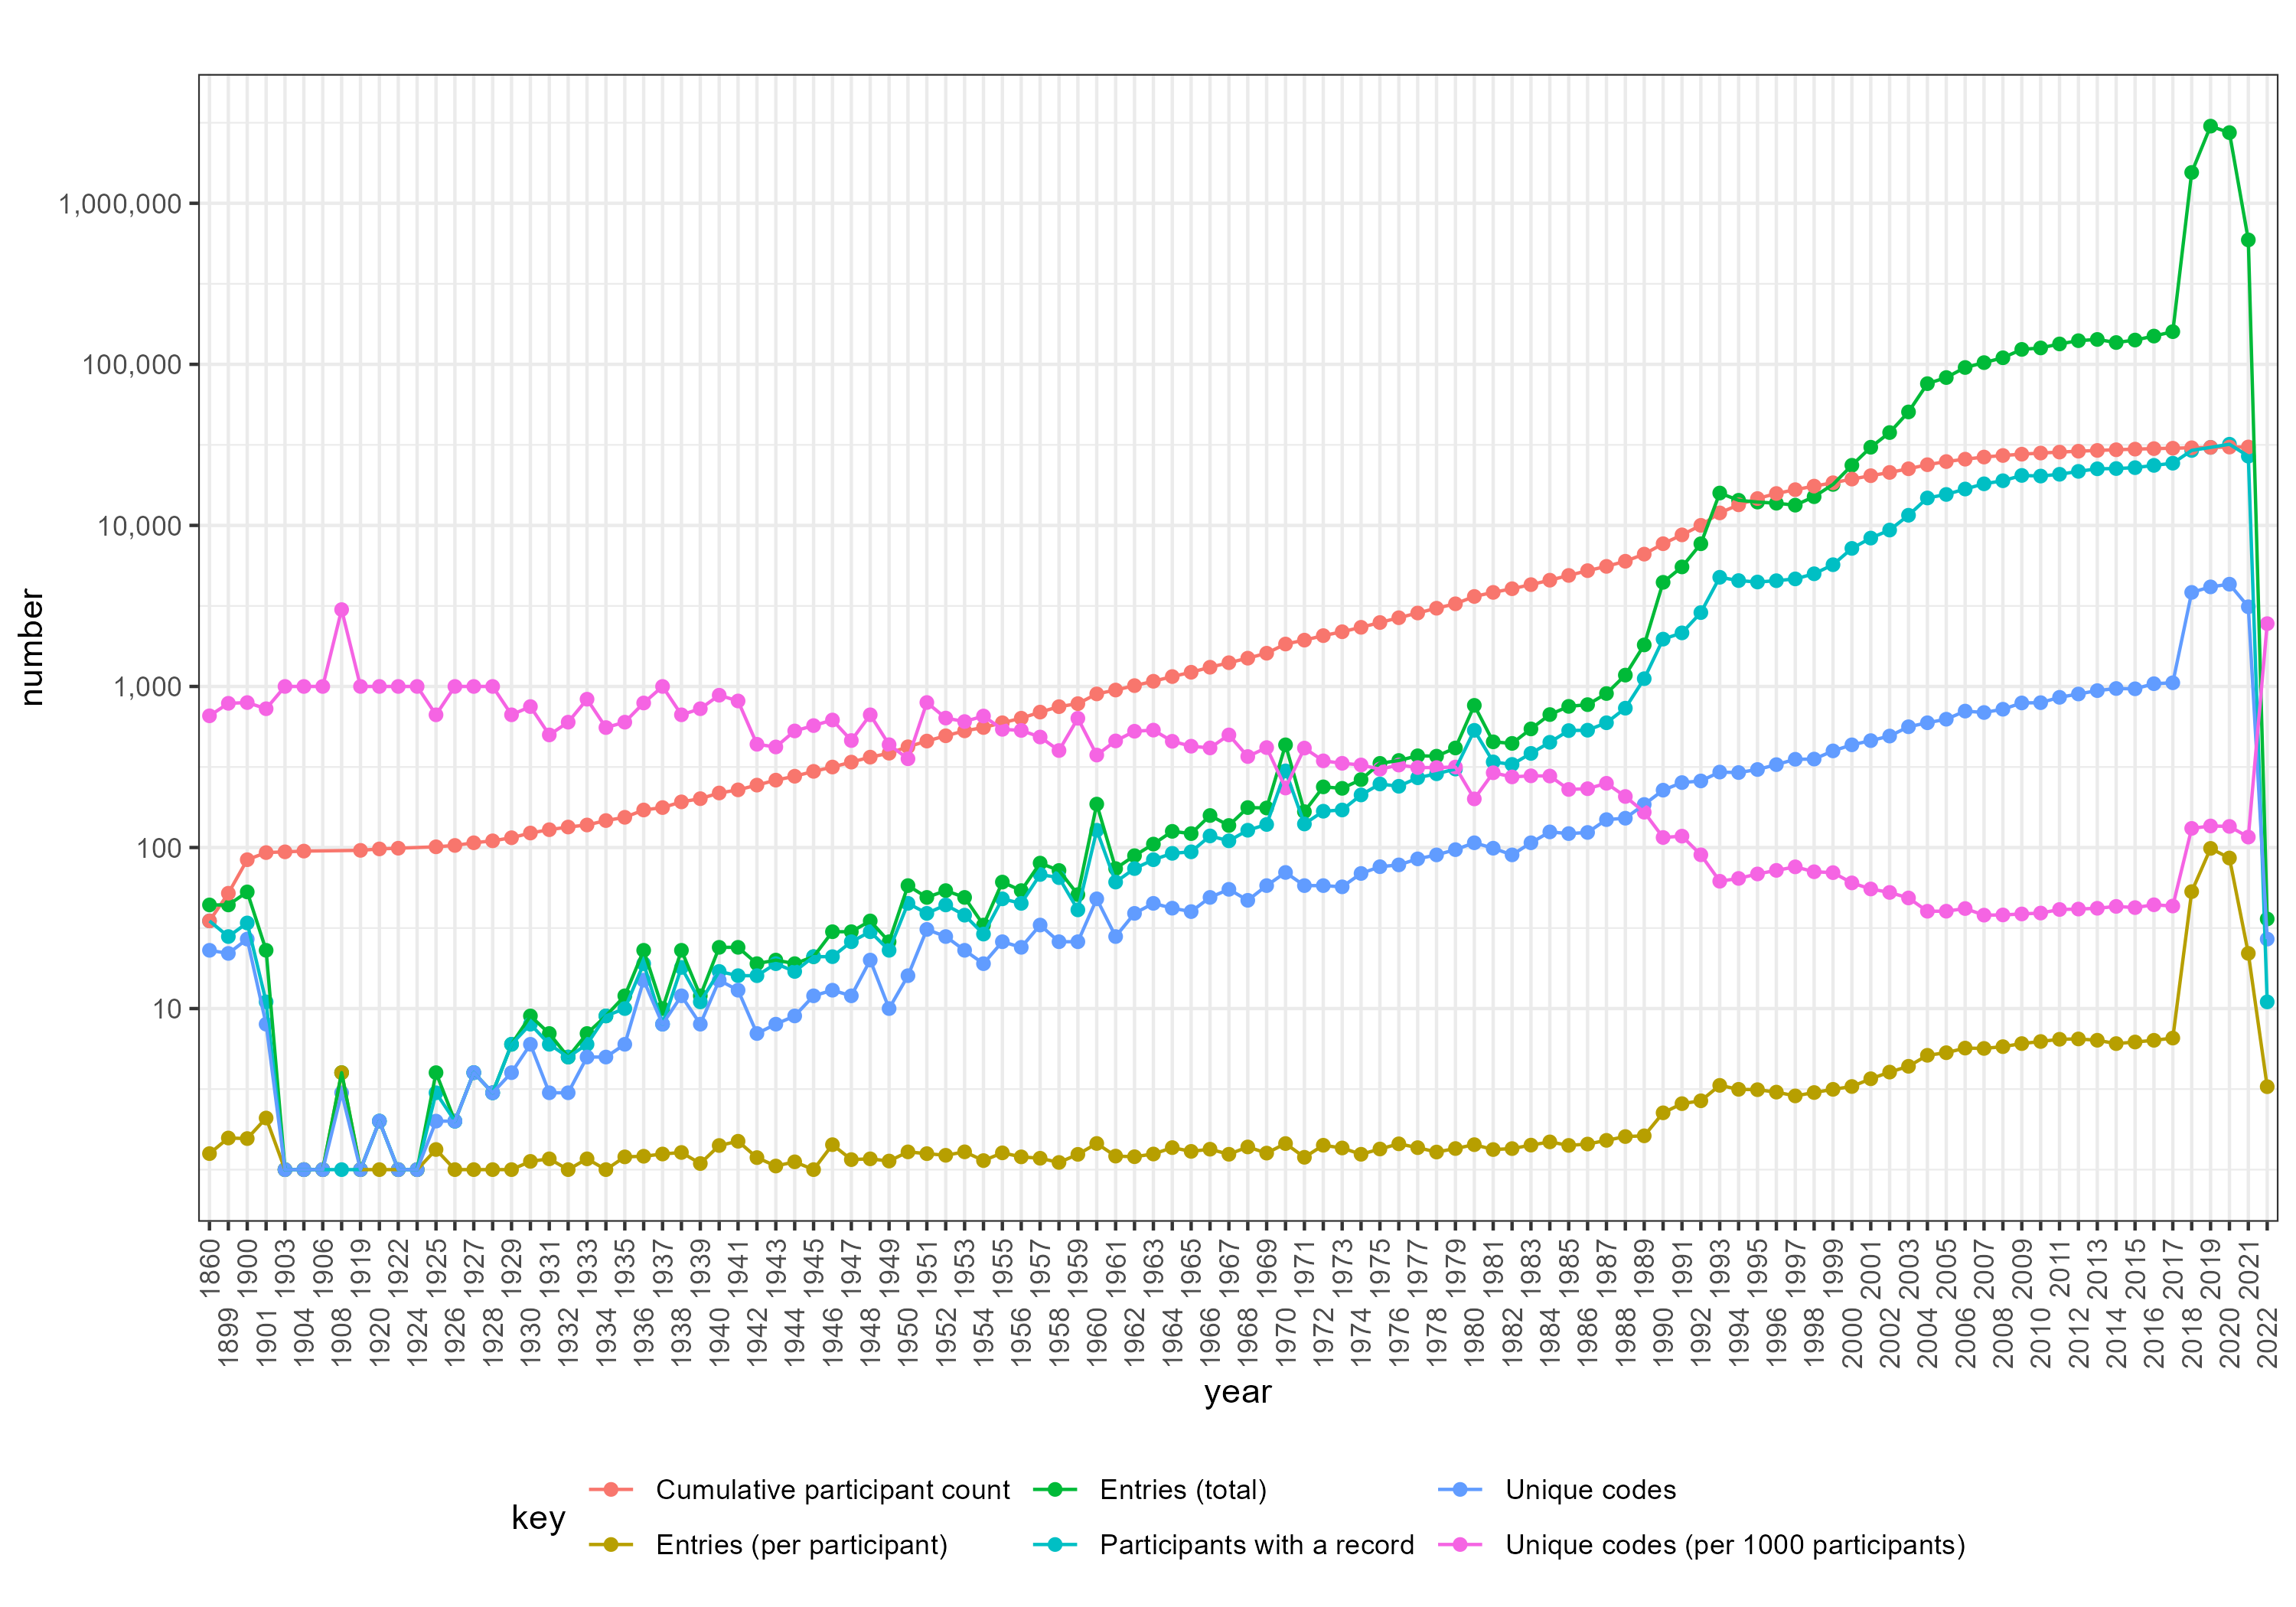 number
1,000,000
100,000
10,000
1,000
100
10
1860 1900 1903 1906 1919 1922 1925 1927 1929 1931 1933 1935 1937 1939 1941 1943 1945 1947 1949 1951 1953 1955 1957 1959 1961 1963 1965 1967 1969 1971 1973 1975 1977 1979 1981 1983 1985 1987 1989 1991 1993 1995 1997 1999 2001 2003 2005 2007 2009 2011 2013 2015 2017 2019 2021
1899 1901 1904 1908 1920 1924 1926 1928 1930 1932 1934 1936 1938 1940 1942 1944 1946 1948 1950 1952 1954 1956 1958 1960 1962 1964 1966 1968 1970 1972 1974 1976 1978 1980 1982 1984 1986 1988 1990 1992 1994 1996 1998 2000 2002 2004 2006 2008 2010 2012 2014 2016 2018 2020 2022
year
key
Cumulative participant count
Entries (total)
Unique codes
Entries (per participant)
Participants with a record
Unique codes (per 1000 participants)